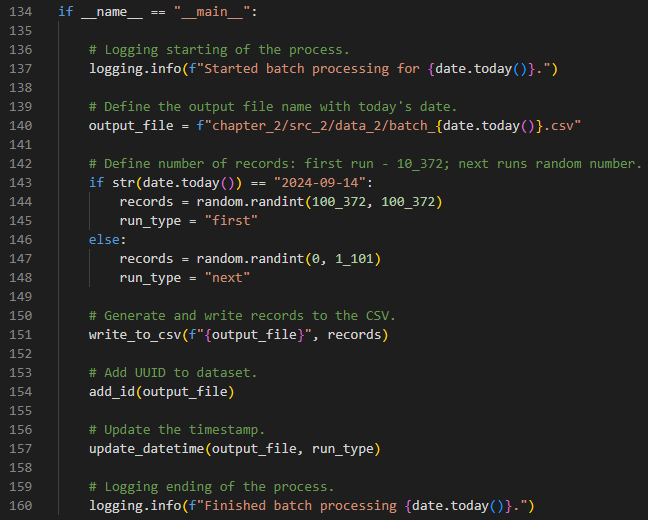 134 if __name__ == "__main__":
135
136     # Logging starting of the process.
137     logging.info(f"Started batch processing for {date.today()}.")
138
139     # Define the output file name with today's date.
140     output_file = f"chapter_2/src_2/data_2/batch_{date.today()}.csv"
141
142     # Define number of records: first run - 10_372; next runs random number.
143     if str(date.today()) == "2024-09-14":
144         records = random.randint(100_372, 100_372)
145         run_type = "first"
146     else:
147         records = random.randint(0, 1_101)
148         run_type = "next"
149
150     # Generate and write records to the CSV.
151     write_to_csv(f"{output_file}", records)
152
153     # Add UUID to dataset.
154     add_id(output_file)
155
156     # Update the timestamp.
157     update_datetime(output_file, run_type)
158
159     # Logging ending of the process.
160     logging.info(f"Finished batch processing {date.today()}.")